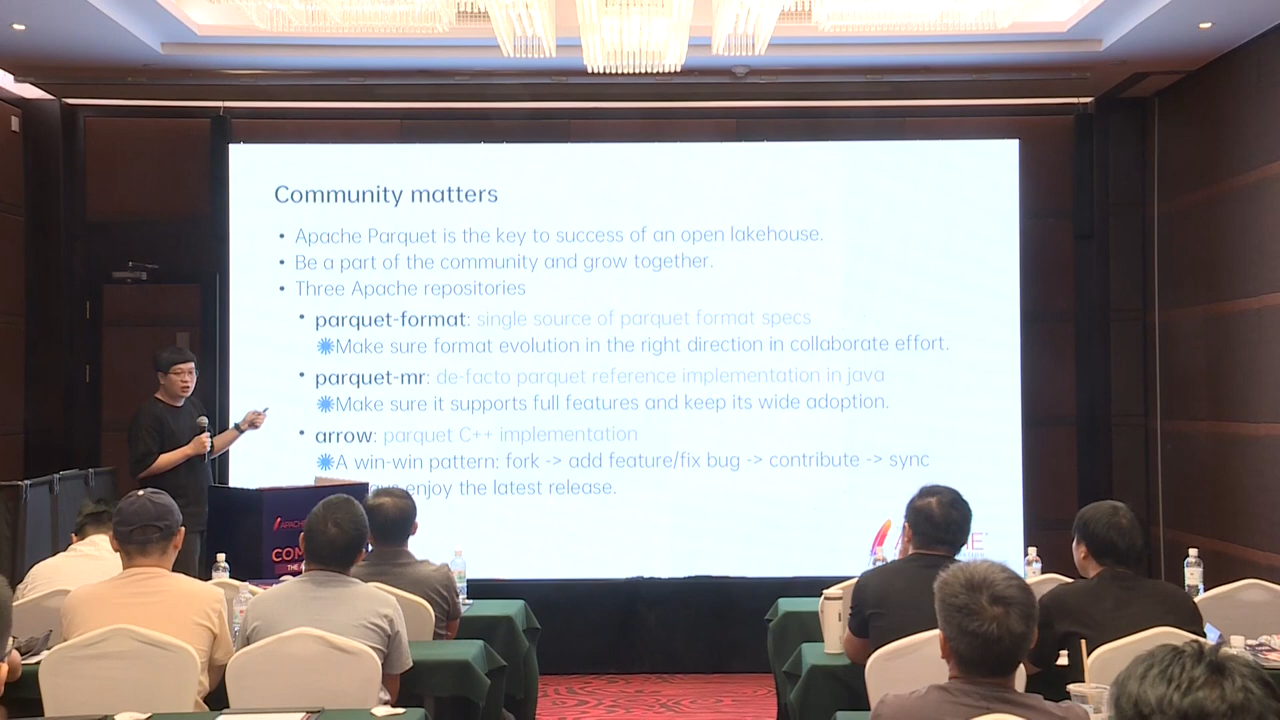 Community matters
• Apache Parquet is the key to success of an open lakehouse.
• Be a part of the community and grow together.
• Three Apache repositories
• parquet-format: single source of parquet format specs
Make sure format evolution in the right direction in collaborate effort.
• parquet-mr: de-facto parquet reference implementation in java
Make sure it supports full features and keep its wide adoption.
• arrow: parquet C++ implementation
A win-win pattern: fork -> add feature/fix bug -> contribute -> sync
enjoy the latest release.
APACHE
COM
THE A